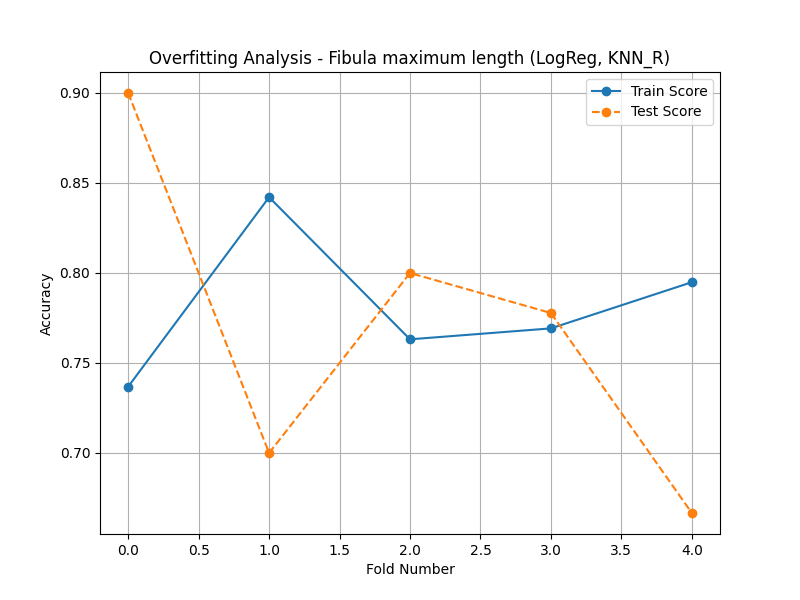 Overfitting Analysis - Fibula maximum length (LogReg, KNN_R)
Train Score
Test Score
0.90
0.85
0.80
0.75
0.70
Accuracy
0.0 0.5 1.0 1.5 2.0 2.5 3.0 3.5 4.0
Fold Number